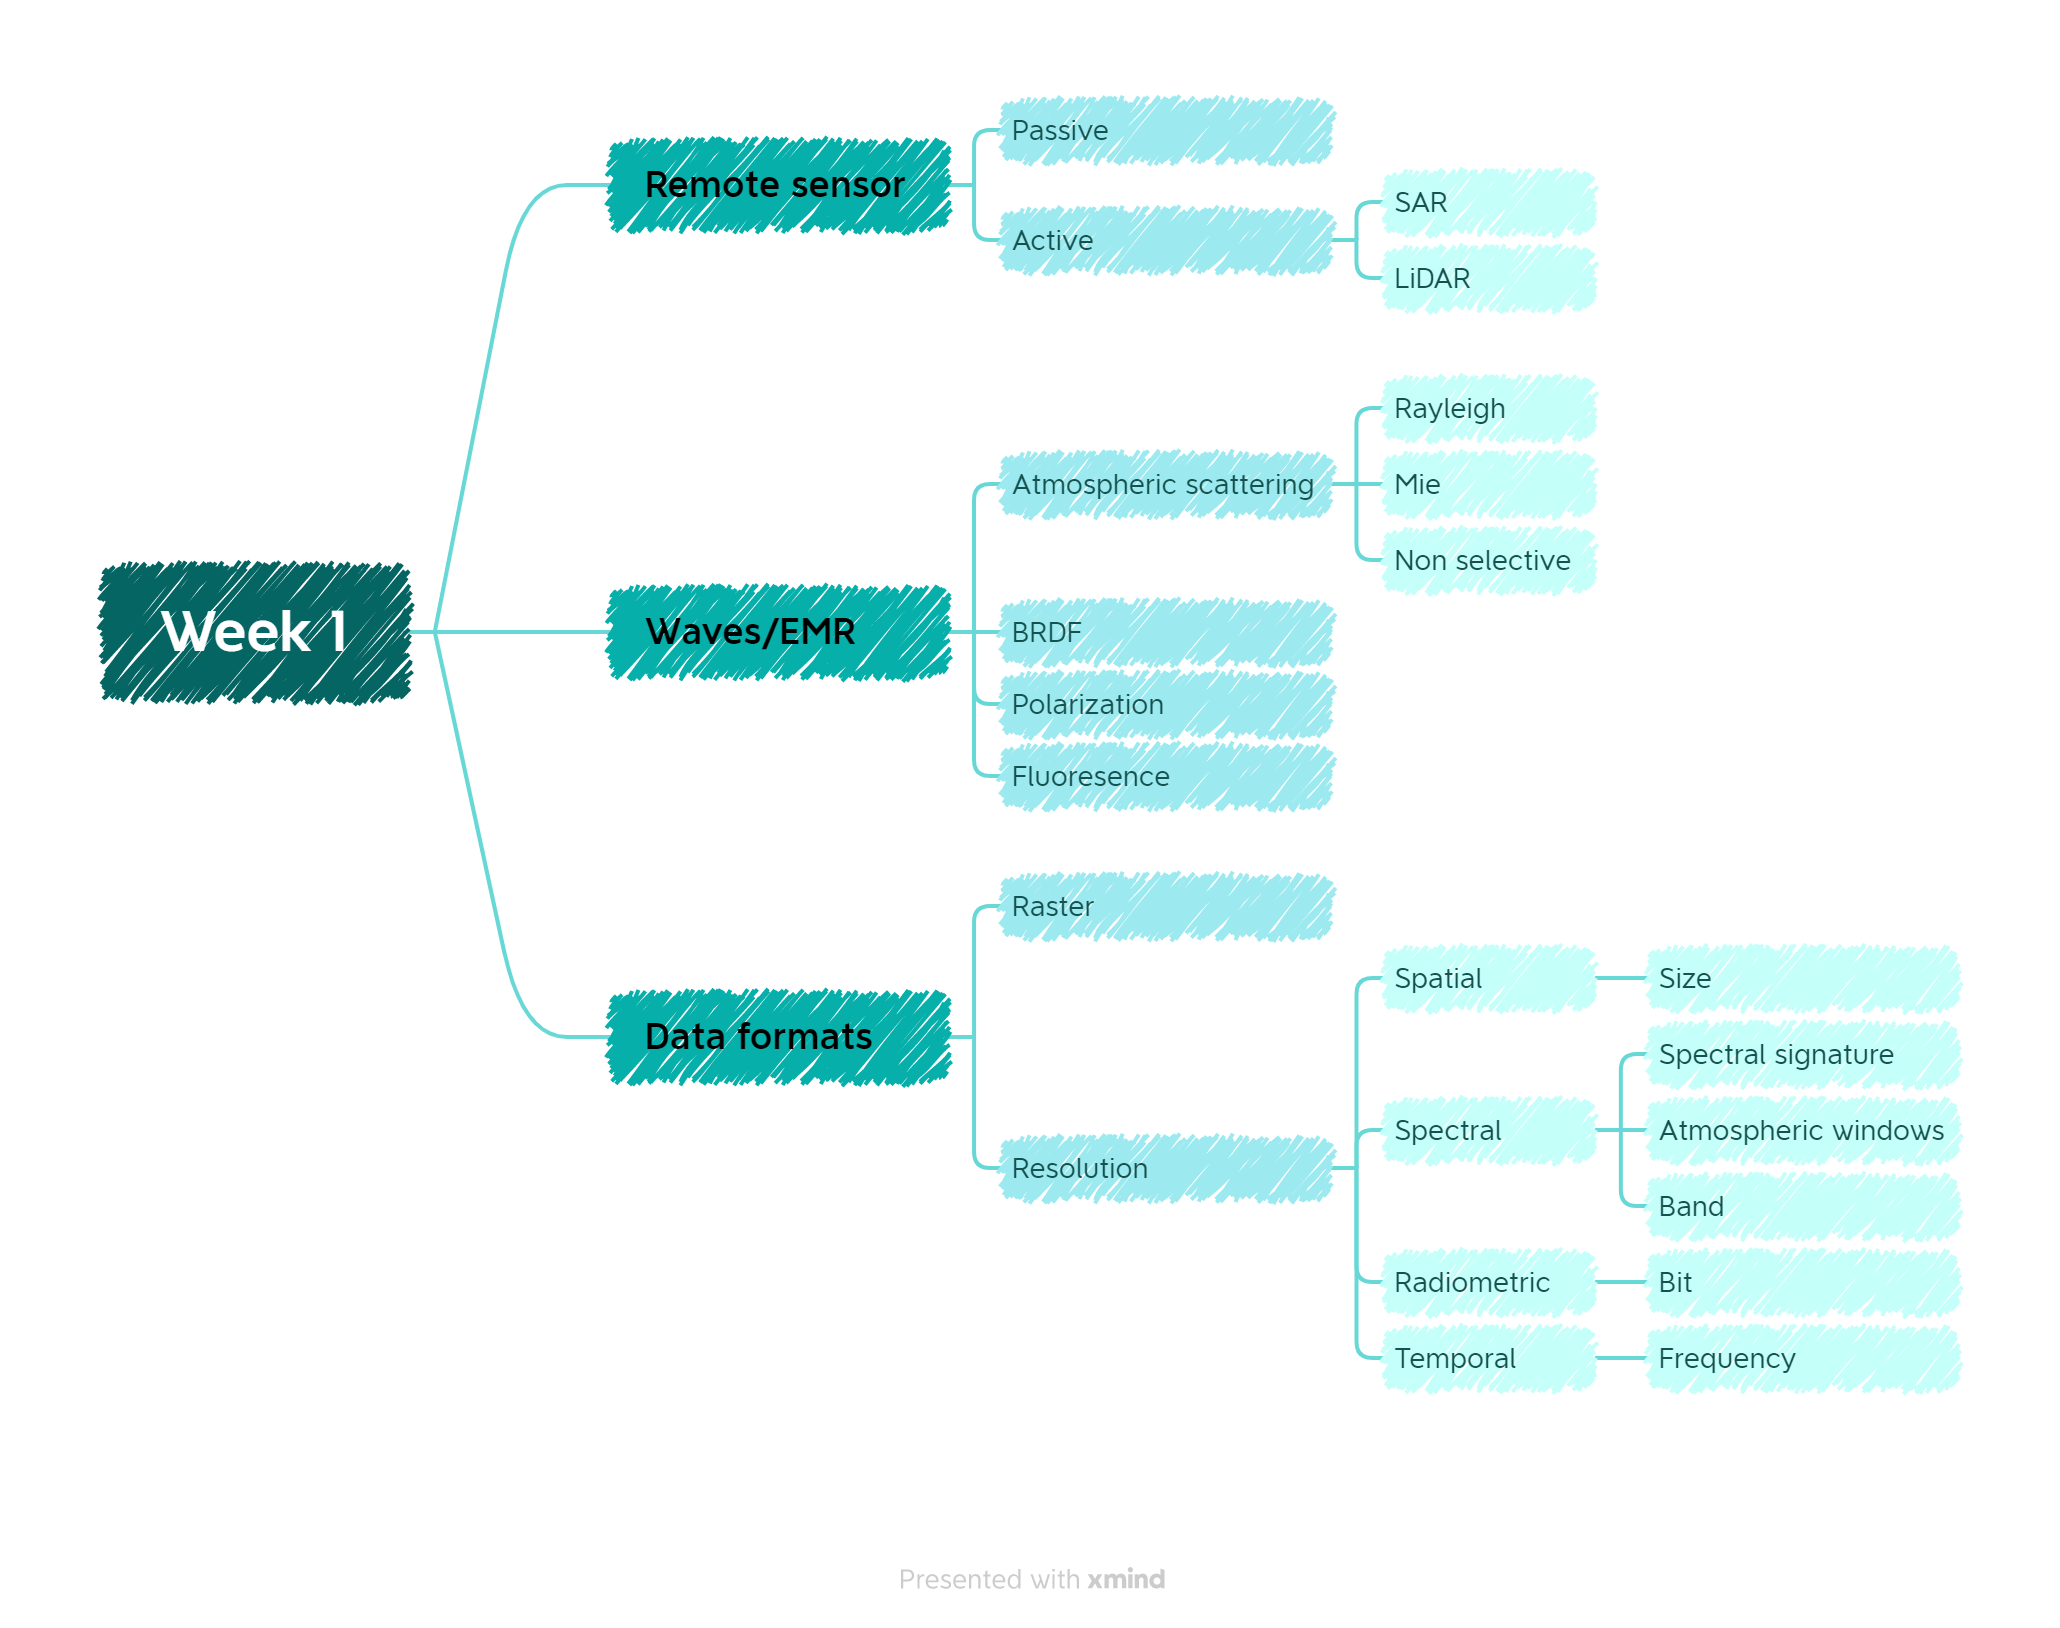 Week 1
Remote sensor
Passive
Active
SAR
LiDAR
Waves/EMR
Atmospheric scattering
Rayleigh
Mie
Non selective
BRDF
Polarization
Fluoresence
Data formats
Raster
Resolution
Spatial
Size
Spectral
Spectral signature
Atmospheric windows
Band
Radiometric
Bit
Temporal
Frequency
Presented with xmind